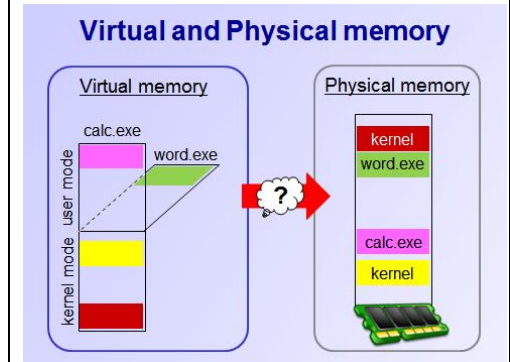 Virtual and Physical memory
Virtual memory
calc.exe
word.exe
user mode
kernel mode
?
Physical memory
kernel
word.exe
calc.exe
kernel